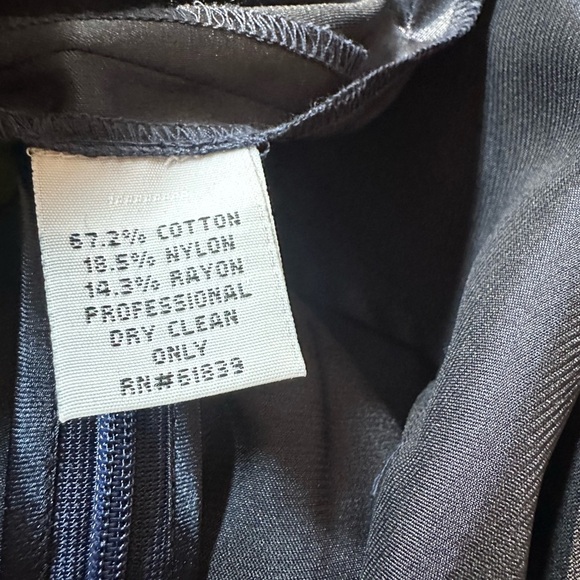 67.2% COTTON
18.5% NYLON
14.3% RAYON
PROFESSIONAL
DRY CLEAN
ONLY
RN#61839